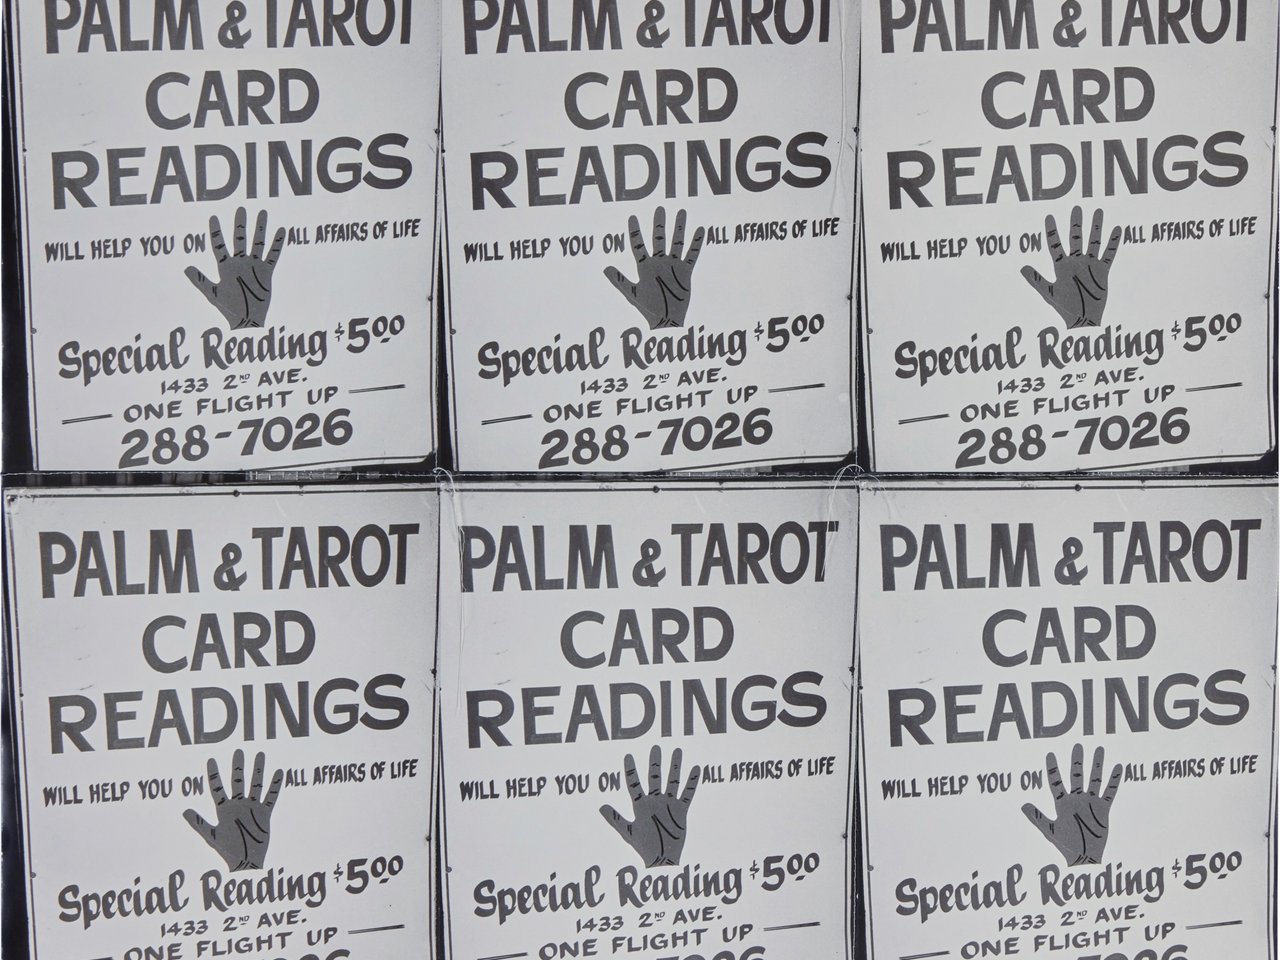 PALM & TAROT
CARD
READINGS
WILL HELP YOU ON ALL AFFAIRS OF LIFE
Special Reading $5.00
1433 2ND AVE.
ONE FLIGHT UP
288-7026
PALM & TAROT
CARD
READINGS
WILL HELP YOU ON ALL AFFAIRS OF LIFE
Special Reading $5.00
1433 2ND AVE.
ONE FLIGHT UP
288-7026
PALM & TAROT
CARD
READINGS
WILL HELP YOU ON ALL AFFAIRS OF LIFE
Special Reading $5.00
1433 2ND AVE.
ONE FLIGHT UP
288-7026
PALM & TAROT
CARD
READINGS
WILL HELP YOU ON ALL AFFAIRS OF LIFE
Special Reading $5.00
1433 2ND AVE.
ONE FLIGHT UP
PALM & TAROT
CARD
READINGS
WILL HELP YOU ON ALL AFFAIRS OF LIFE
Special Reading $5.00
1433 2ND AVE.
ONE FLIGHT UP
PALM & TAROT
CARD
READINGS
WILL HELP YOU ON ALL AFFAIRS OF LIFE
Special Reading $5.00
1433 2ND AVE.
ONE FLIGHT UP